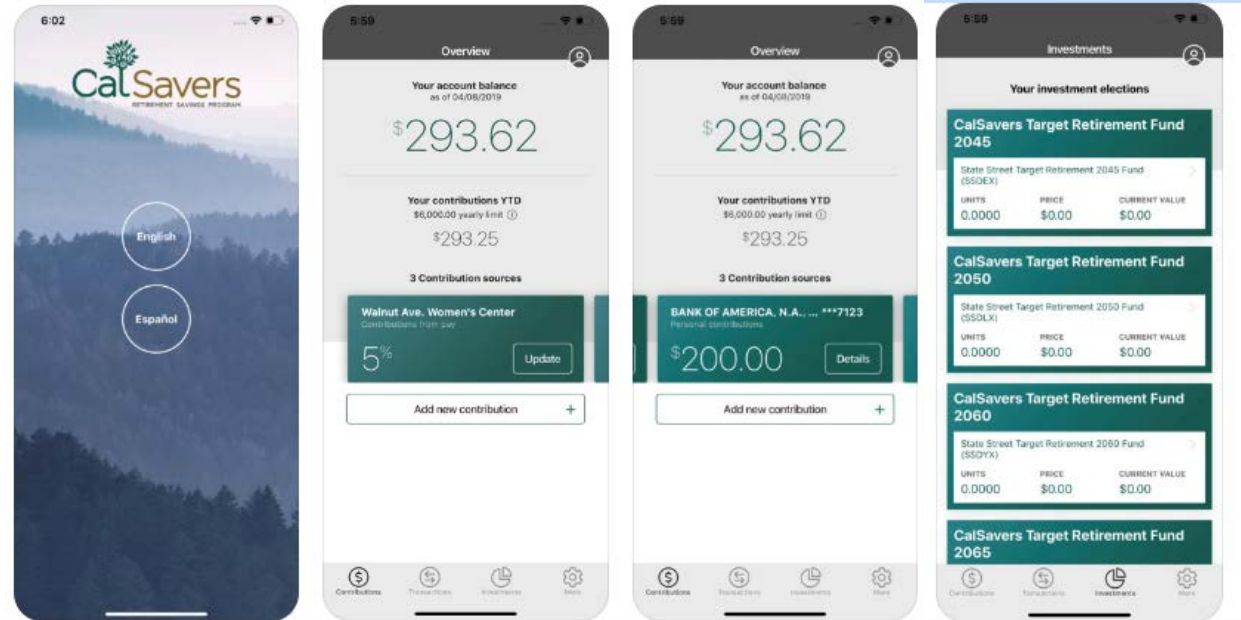 6:02
CalSavers
RETIREMENT SAVINGS PROGRAM
English
Español
5:59
Overview
Your account balance
as of 04/08/2019
$293.62
Your contributions YTD
$6,000.00 yearly limit
$293.25
3 Contribution sources
Walnut Ave. Women's Center
Contributions from pay
5%
Update
Add new contribution +
Contributions Transactions Investments More
5:59
Overview
Your account balance
as of 04/08/2019
$293.62
Your contributions YTD
$6,000.00 yearly limit
$293.25
3 Contribution sources
BANK OF AMERICA, N.A., ... ***7123
Personal contributions
$200.00
Details
Add new contribution +
Contributions Transactions Investments More
5:59
Investments
Your investment elections
CalSavers Target Retirement Fund
2045
State Street Target Retirement 2045 Fund
(SSDEX)
UNITS PRICE CURRENT VALUE
0.0000 $0.00 $0.00
CalSavers Target Retirement Fund
2050
State Street Target Retirement 2050 Fund
(SSDLX)
UNITS PRICE CURRENT VALUE
0.0000 $0.00 $0.00
CalSavers Target Retirement Fund
2060
State Street Target Retirement 2060 Fund
(SSDYX)
UNITS PRICE CURRENT VALUE
0.0000 $0.00 $0.00
CalSavers Target Retirement Fund
2065
Contributions Transactions Investments More